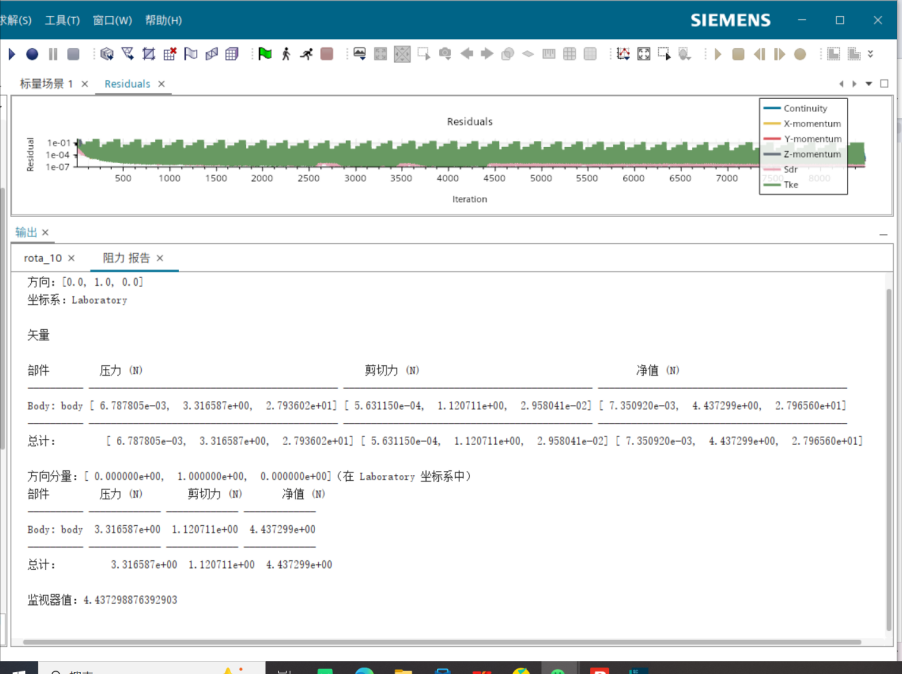 求解(S) 工具(T) 窗口(W) 帮助(H) SIEMENS
标量场景 1 Residuals
Residuals
Residual
1e-01
1e-04
1e-07
500 1000 1500 2000 2500 3000 3500 4000 4500 5000 5500 6000 6500 7000 7500 8000
Iteration
Continuity
X-momentum
Y-momentum
Z-momentum
Sdr
Tke
输出
rota_10 阻力 报告
方向: [0.0, 1.0, 0.0]
坐标系: Laboratory
矢量
部件 压力 (N) 剪切力 (N) 净值 (N)
Body: body [ 6.787805e-03, 3.316587e+00, 2.793602e+01] [ 5.631150e-04, 1.120711e+00, 2.958041e-02] [ 7.350920e-03, 4.437299e+00, 2.796560e+01]
总计: [ 6.787805e-03, 3.316587e+00, 2.793602e+01] [ 5.631150e-04, 1.120711e+00, 2.958041e-02] [ 7.350920e-03, 4.437299e+00, 2.796560e+01]
方向分量: [ 0.000000e+00, 1.000000e+00, 0.000000e+00] (在 Laboratory 坐标系中)
部件 压力 (N) 剪切力 (N) 净值 (N)
Body: body 3.316587e+00 1.120711e+00 4.437299e+00
总计: 3.316587e+00 1.120711e+00 4.437299e+00
监视器值: 4.437298876392903